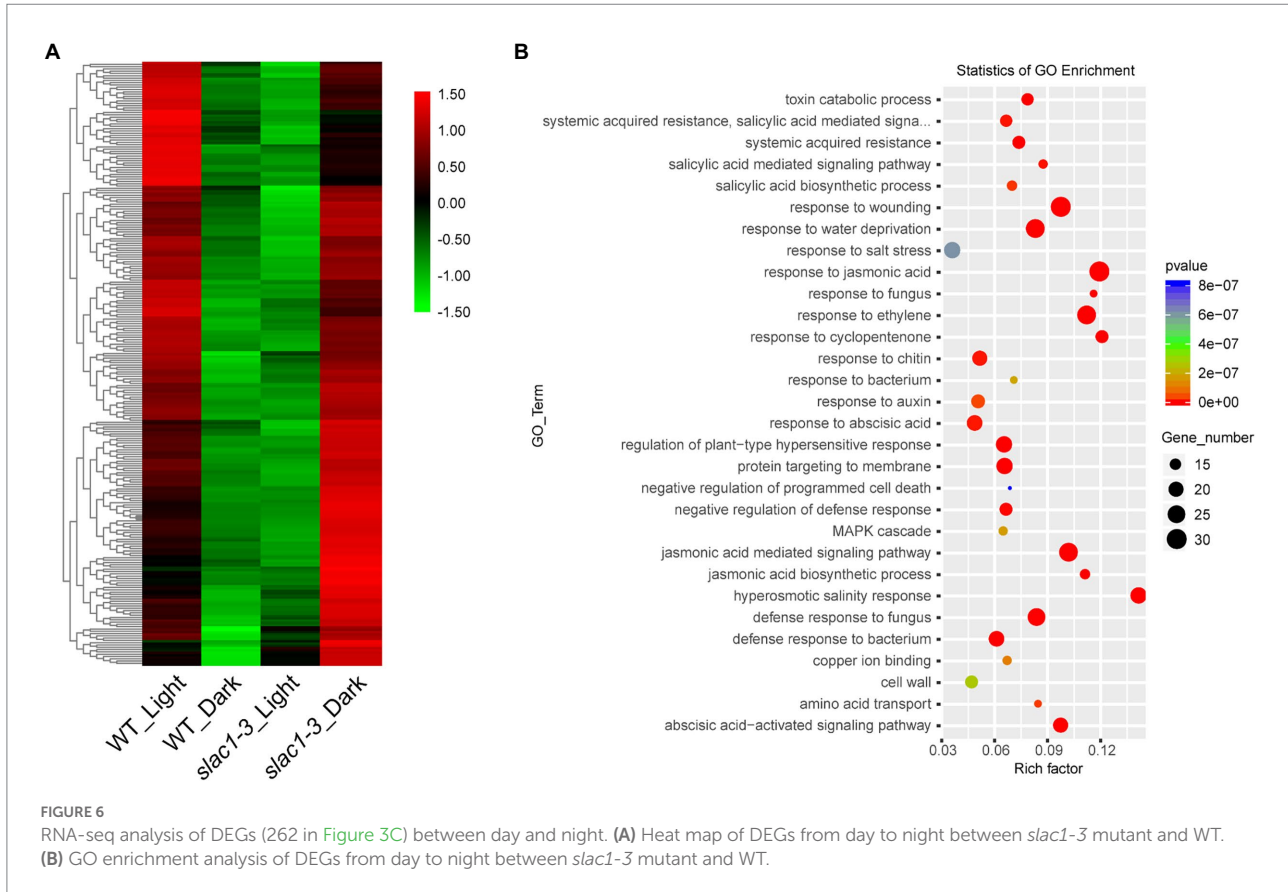 A
1.50
1.00
0.50
0.00
-0.50
-1.00
-1.50
WT_Light
WT_Dark
slac1-3_Light
slac1-3_Dark
B
Statistics of GO Enrichment
GO_Term
toxin catabolic process
systemic acquired resistance, salicylic acid mediated signa...
systemic acquired resistance
salicylic acid mediated signaling pathway
salicylic acid biosynthetic process
response to wounding
response to water deprivation
response to salt stress
response to jasmonic acid
response to fungus
response to ethylene
response to cyclopentenone
response to chitin
response to bacterium
response to auxin
response to abscisic acid
regulation of plant-type hypersensitive response
protein targeting to membrane
negative regulation of programmed cell death
negative regulation of defense response
MAPK cascade
jasmonic acid mediated signaling pathway
jasmonic acid biosynthetic process
hyperosmotic salinity response
defense response to fungus
defense response to bacterium
copper ion binding
cell wall
amino acid transport
abscisic acid−activated signaling pathway
0.03 0.06 0.09 0.12
Rich factor
pvalue
8e−07
6e−07
4e−07
2e−07
0e+00
Gene_number
15
20
25
30
FIGURE 6
RNA-seq analysis of DEGs (262 in Figure 3C) between day and night. (A) Heat map of DEGs from day to night between slac1-3 mutant and WT.
(B) GO enrichment analysis of DEGs from day to night between slac1-3 mutant and WT.